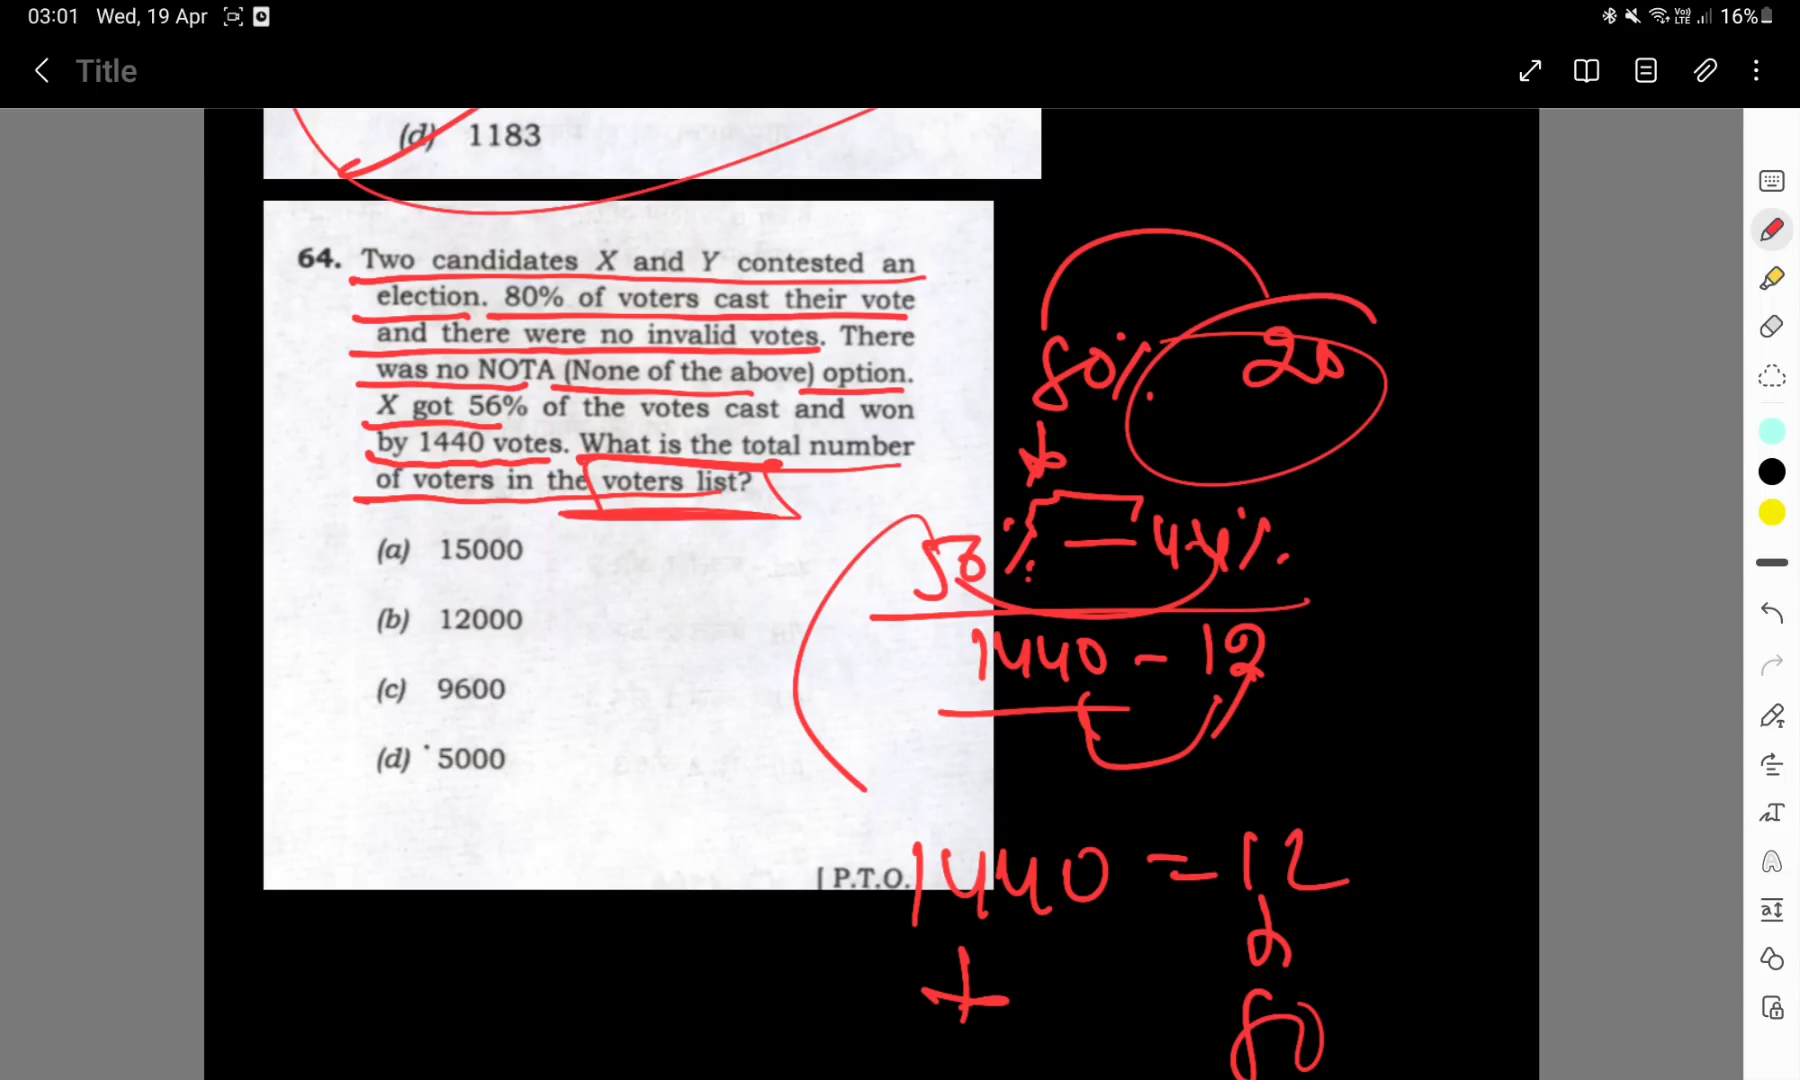 03:01 Wed, 19 Apr
16%
Title
(d) 1183
64. Two candidates X and Y contested an
election. 80% of voters cast their vote
and there were no invalid votes. There
was no NOTA (None of the above) option.
X got 56% of the votes cast and won
by 1440 votes. What is the total number
of voters in the voters list?
(a) 15000
(b) 12000
(c) 9600
(d) 5000
[ P.T.O.
80% 20
56% 44%
1440 - 12
1440 = 12
80